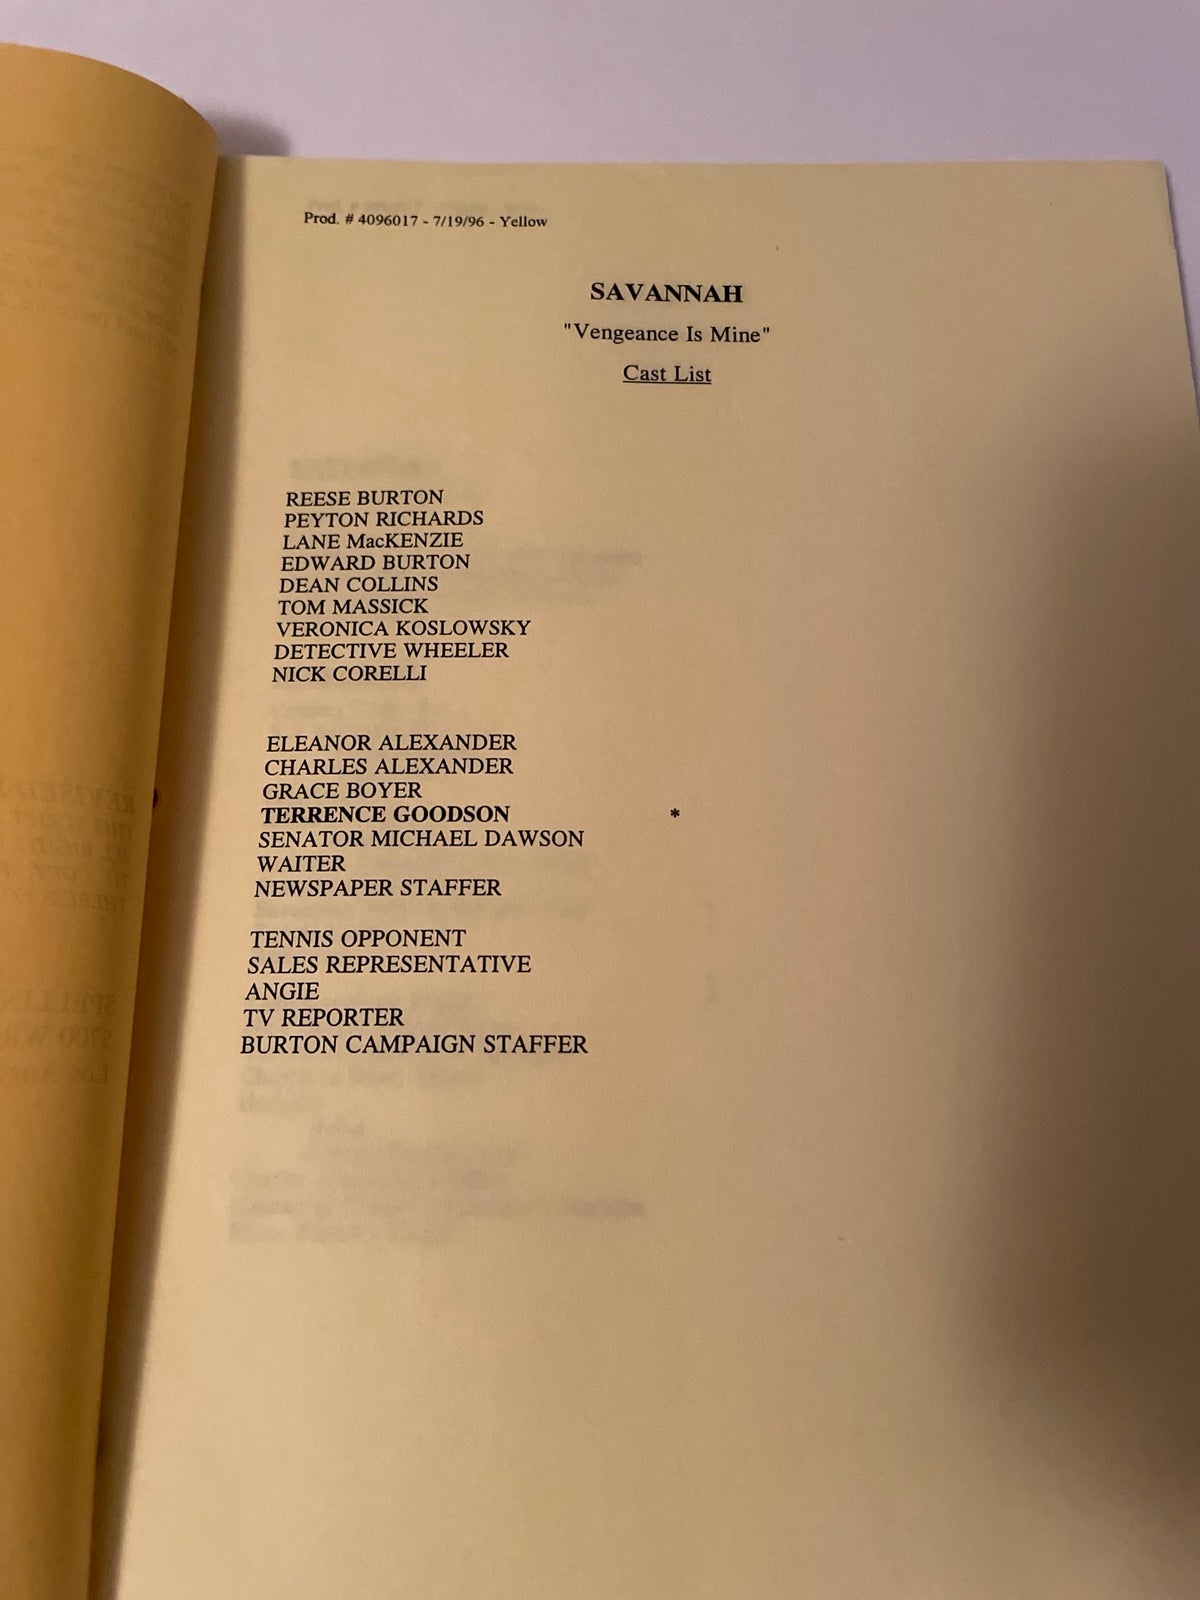 Prod. # 4096017 - 7/19/96 - Yellow
SAVANNAH
"Vengeance Is Mine"
Cast List
REESE BURTON
PEYTON RICHARDS
LANE MacKENZIE
EDWARD BURTON
DEAN COLLINS
TOM MASSICK
VERONICA KOSLOWSKY
DETECTIVE WHEELER
NICK CORELLI
ELEANOR ALEXANDER
CHARLES ALEXANDER
GRACE BOYER
TERRENCE GOODSON *
SENATOR MICHAEL DAWSON
WAITER
NEWSPAPER STAFFER
TENNIS OPPONENT
SALES REPRESENTATIVE
ANGIE
TV REPORTER
BURTON CAMPAIGN STAFFER